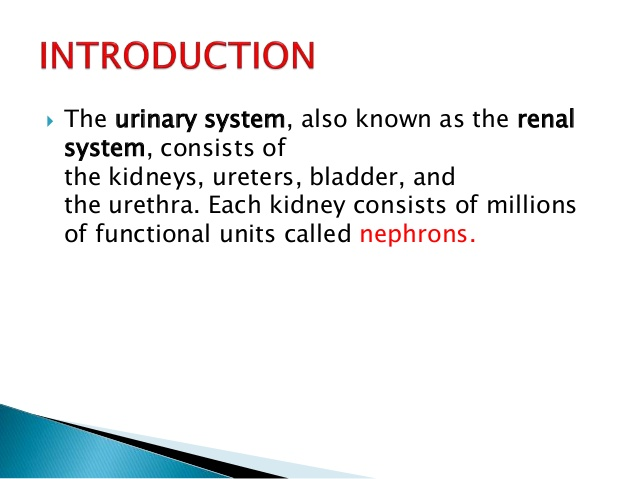 INTRODUCTION
The urinary system, also known as the renal
system, consists of
the kidneys, ureters, bladder, and
the urethra. Each kidney consists of millions
of functional units called nephrons.